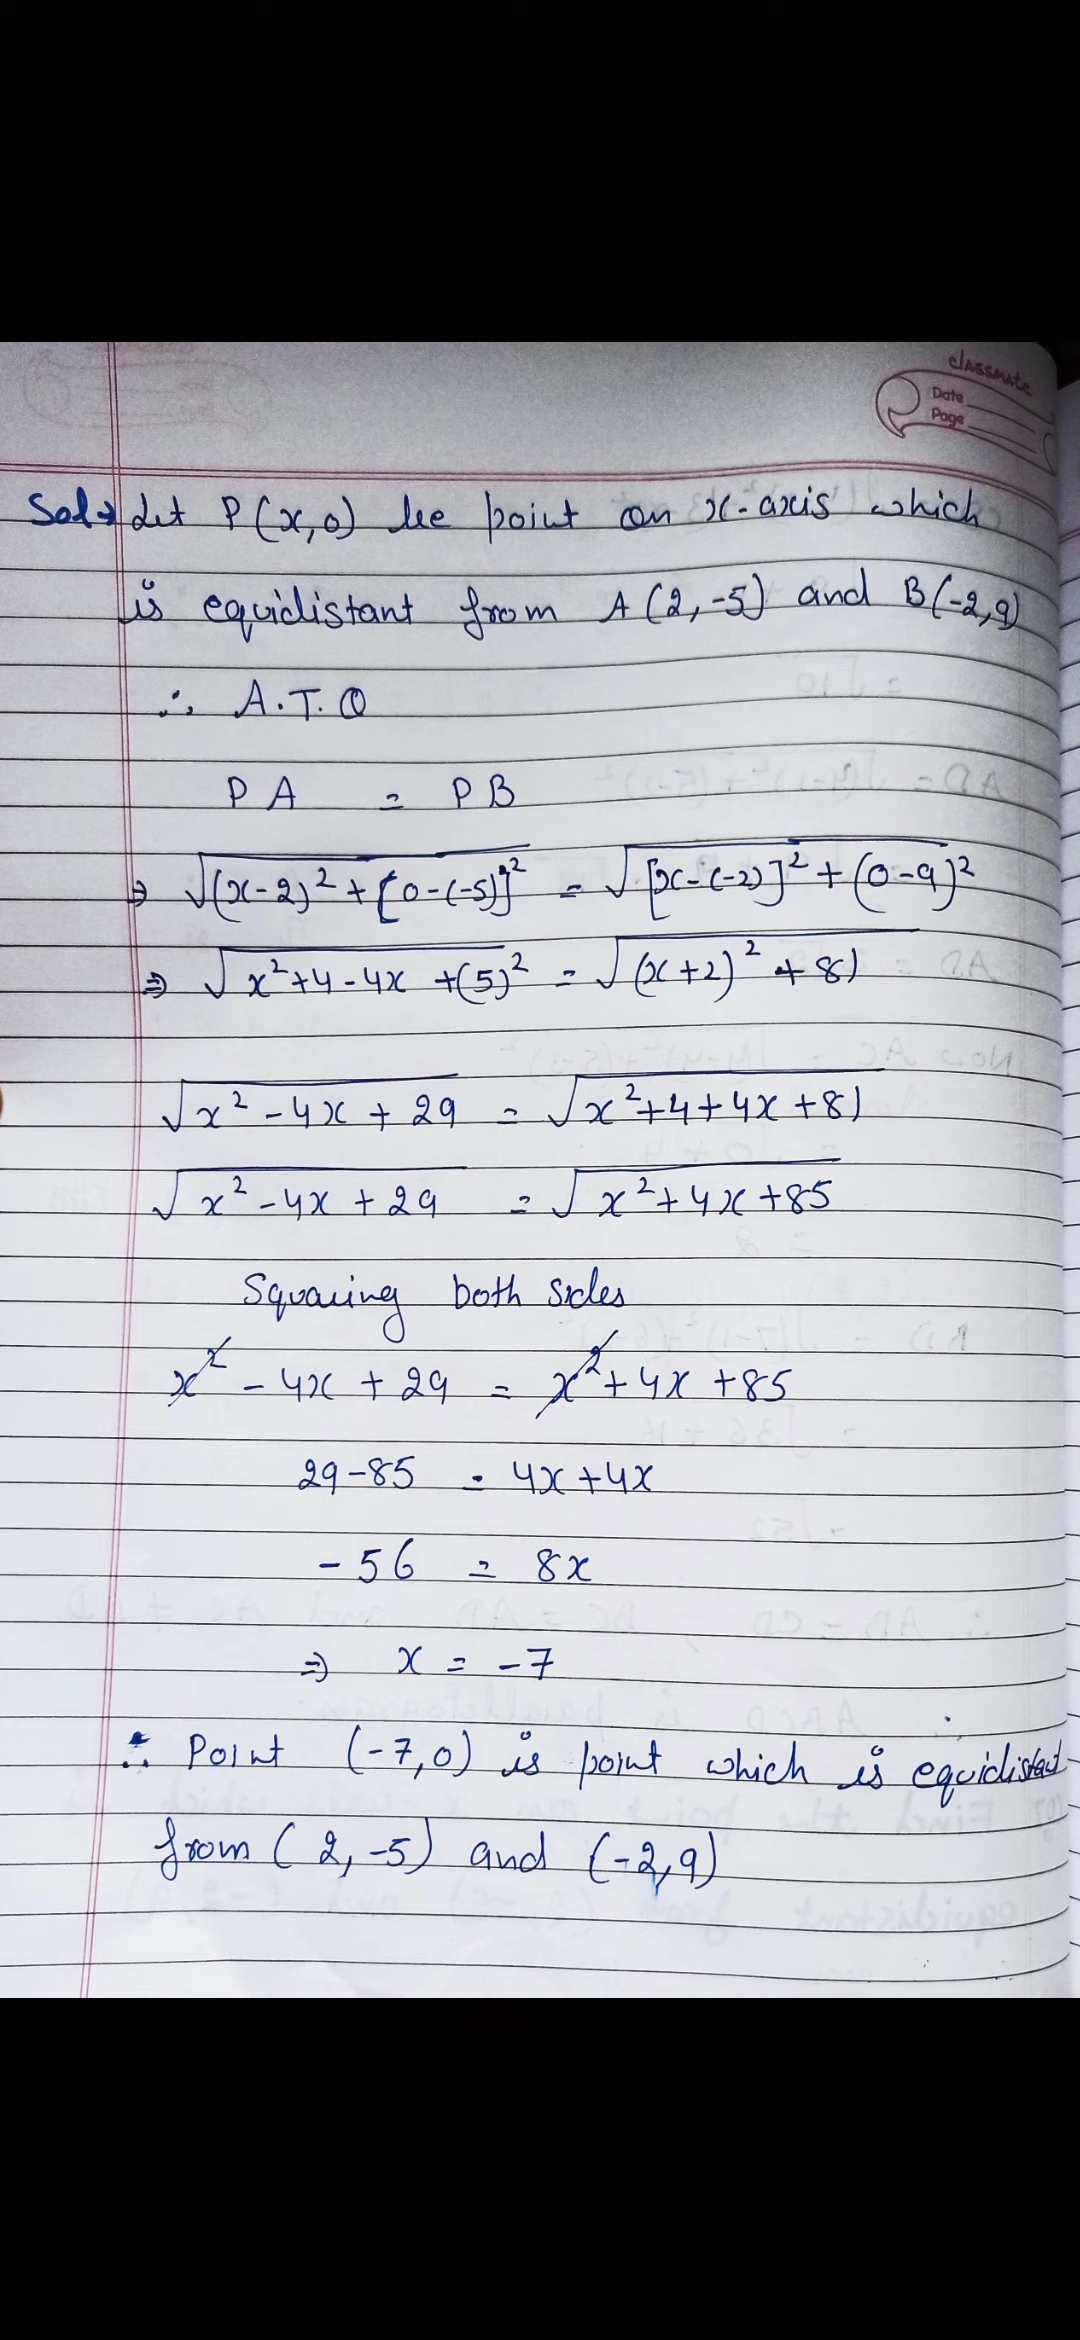 classmate
Date
Page
Sol → Let P(x,0) be point on x-axis which
is equidistant from A(2,-5) and B(-2,9)
∴ A.T.Q
PA = PB
⇒ √(x-2)²+[0-(-5)]² = √[x-(-2)]²+(0-9)²
⇒ √x²+4-4x+(5)² = √(x+2)²+81
√x²-4x+29 = √x²+4+4x+81
√x²-4x+29 = √x²+4x+85
Squaring both sides
x²-4x+29 = x²+4x+85
29-85 = 4x+4x
-56 = 8x
⇒ x = -7
∴ Point (-7,0) is point which is equidistant
from (2,-5) and (-2,9)